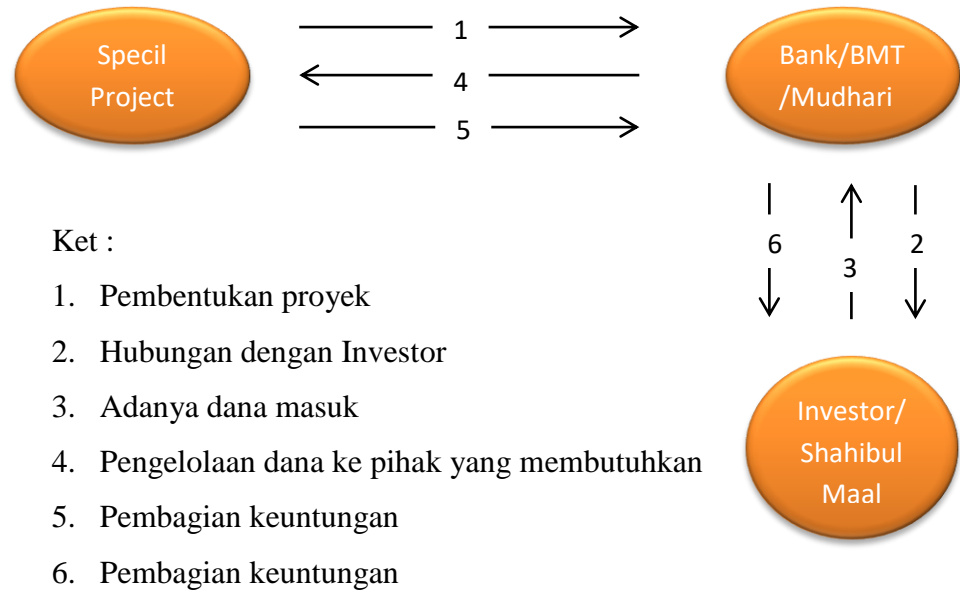 Specil
Project
1
4
5
Bank/BMT
/Mudhari
6
3
2
Investor/
Shahibul
Maal
Ket :
1. Pembentukan proyek
2. Hubungan dengan Investor
3. Adanya dana masuk
4. Pengelolaan dana ke pihak yang membutuhkan
5. Pembagian keuntungan
6. Pembagian keuntungan